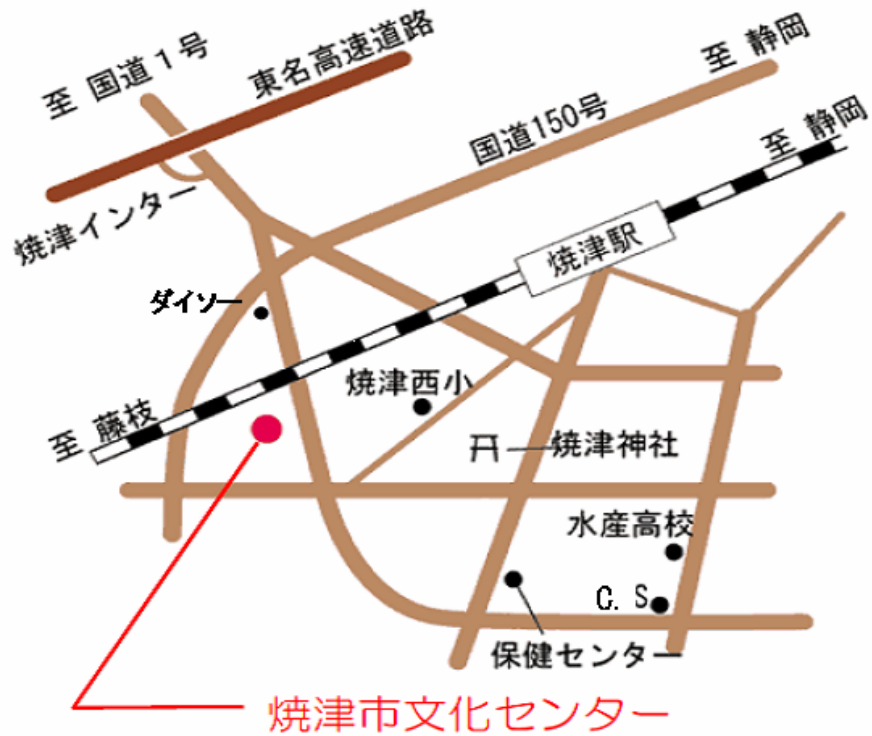 至 国道1号
東名高速道路
至 静岡
国道150号
至 静岡
焼津インター
焼津駅
ダイソー
焼津西小
至 藤枝
焼津神社
水産高校
G. S
保健センター
焼津市文化センター